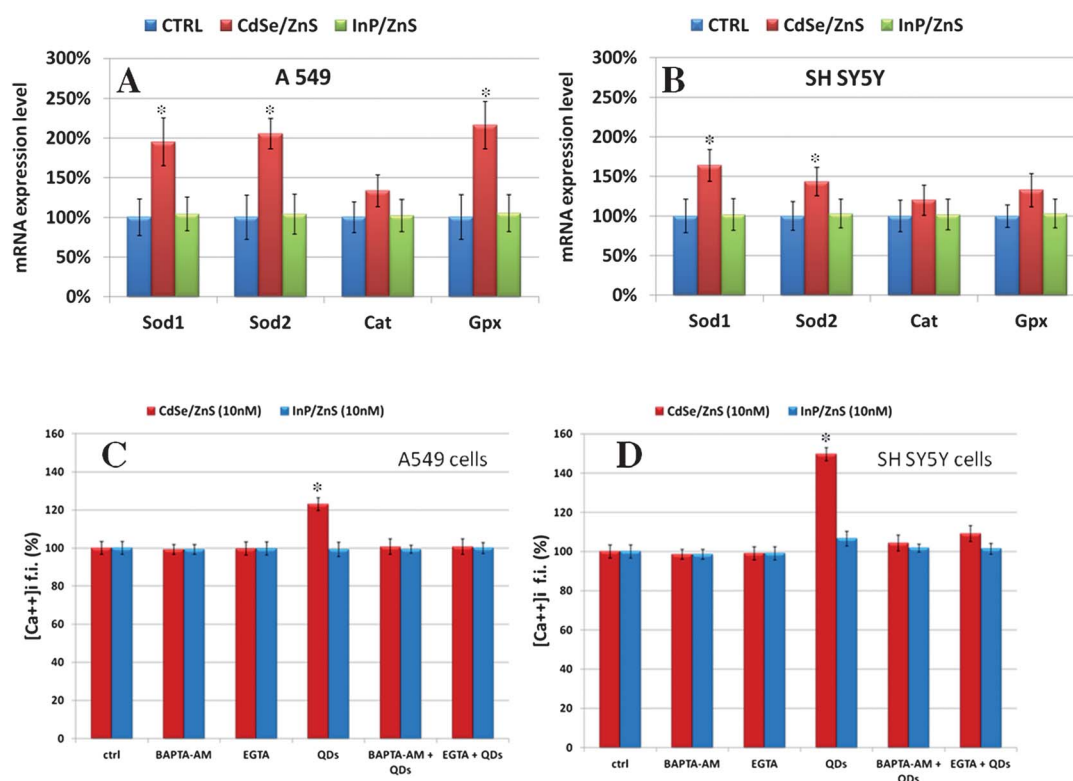 CTRL CdSe/ZnS InP/ZnS
A A 549
mRNA expression level
300%
250%
200%
150%
100%
50%
0%
* * *
Sod1 Sod2 Cat Gpx
CTRL CdSe/ZnS InP/ZnS
B SH SY5Y
mRNA expression level
300%
250%
200%
150%
100%
50%
0%
* *
Sod1 Sod2 Cat Gpx
CdSe/ZnS (10nM) InP/ZnS (10nM)
C A549 cells
[Ca++]i f.i. (%)
160
140
120
100
80
60
40
20
0
*
ctrl BAPTA-AM EGTA QDs BAPTA-AM + EGTA + QDs
QDs
CdSe/ZnS (10nM) InP/ZnS (10nM)
D SH SY5Y cells
[Ca++]i f.i. (%)
160
140
120
100
80
60
40
20
0
*
ctrl BAPTA-AM EGTA QDs BAPTA-AM + EGTA + QDs
QDs